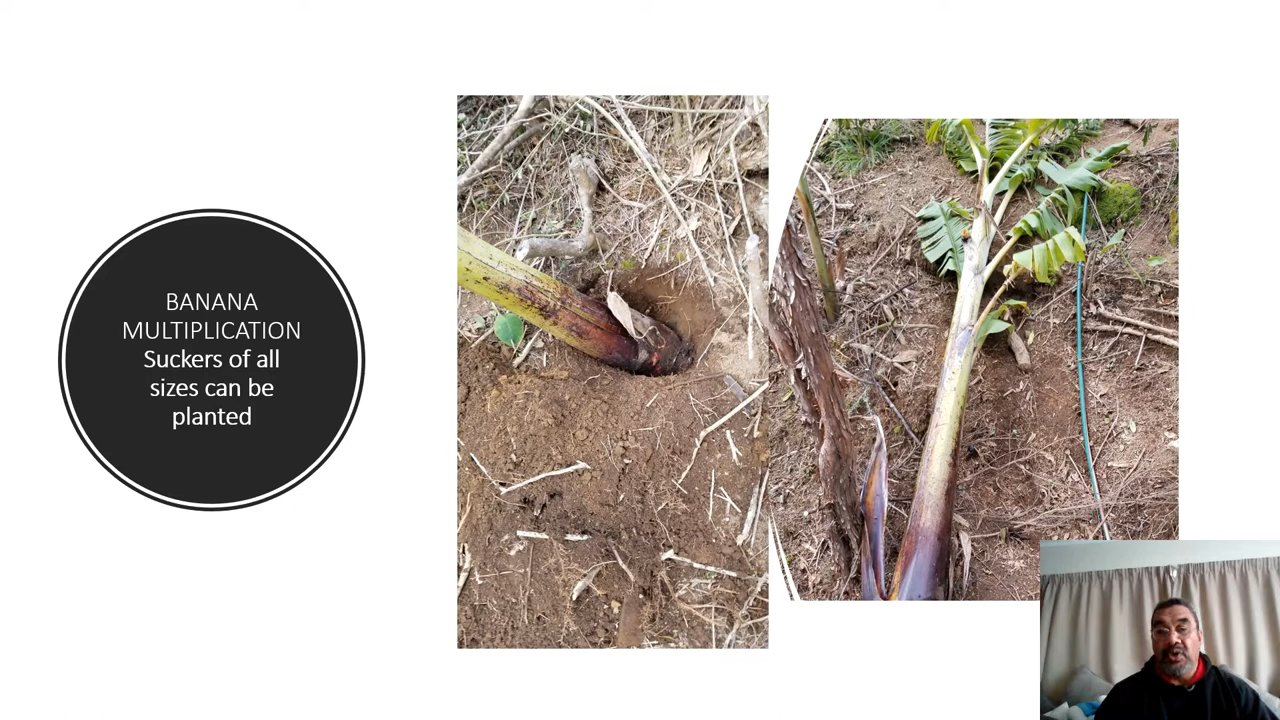 BANANA
MULTIPLICATION
Suckers of all
sizes can be
planted